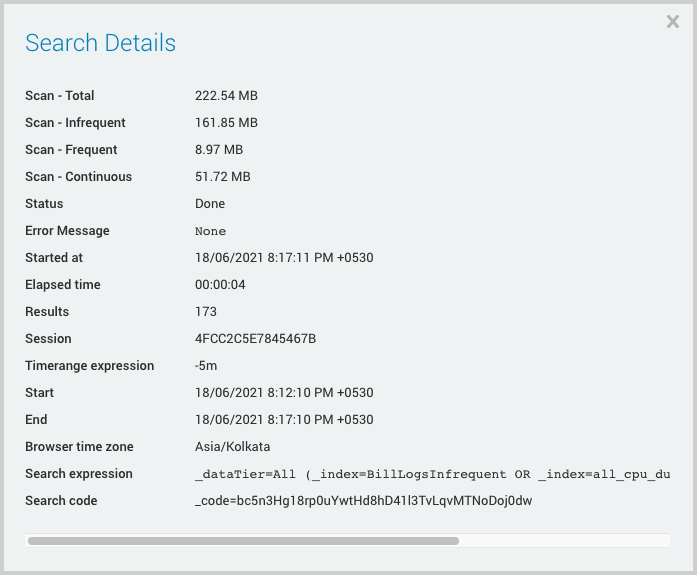 Search Details
Scan - Total 222.54 MB
Scan - Infrequent 161.85 MB
Scan - Frequent 8.97 MB
Scan - Continuous 51.72 MB
Status Done
Error Message None
Started at 18/06/2021 8:17:11 PM +0530
Elapsed time 00:00:04
Results 173
Session 4FCC2C5E7845467B
Timerange expression -5m
Start 18/06/2021 8:12:10 PM +0530
End 18/06/2021 8:17:10 PM +0530
Browser time zone Asia/Kolkata
Search expression _dataTier=All (_index=BillLogsInfrequent OR _index=all_cpu_du
Search code _code=bc5n3Hg18rp0uYwtHd8hD41l3TvLqvMTNoDoj0dw